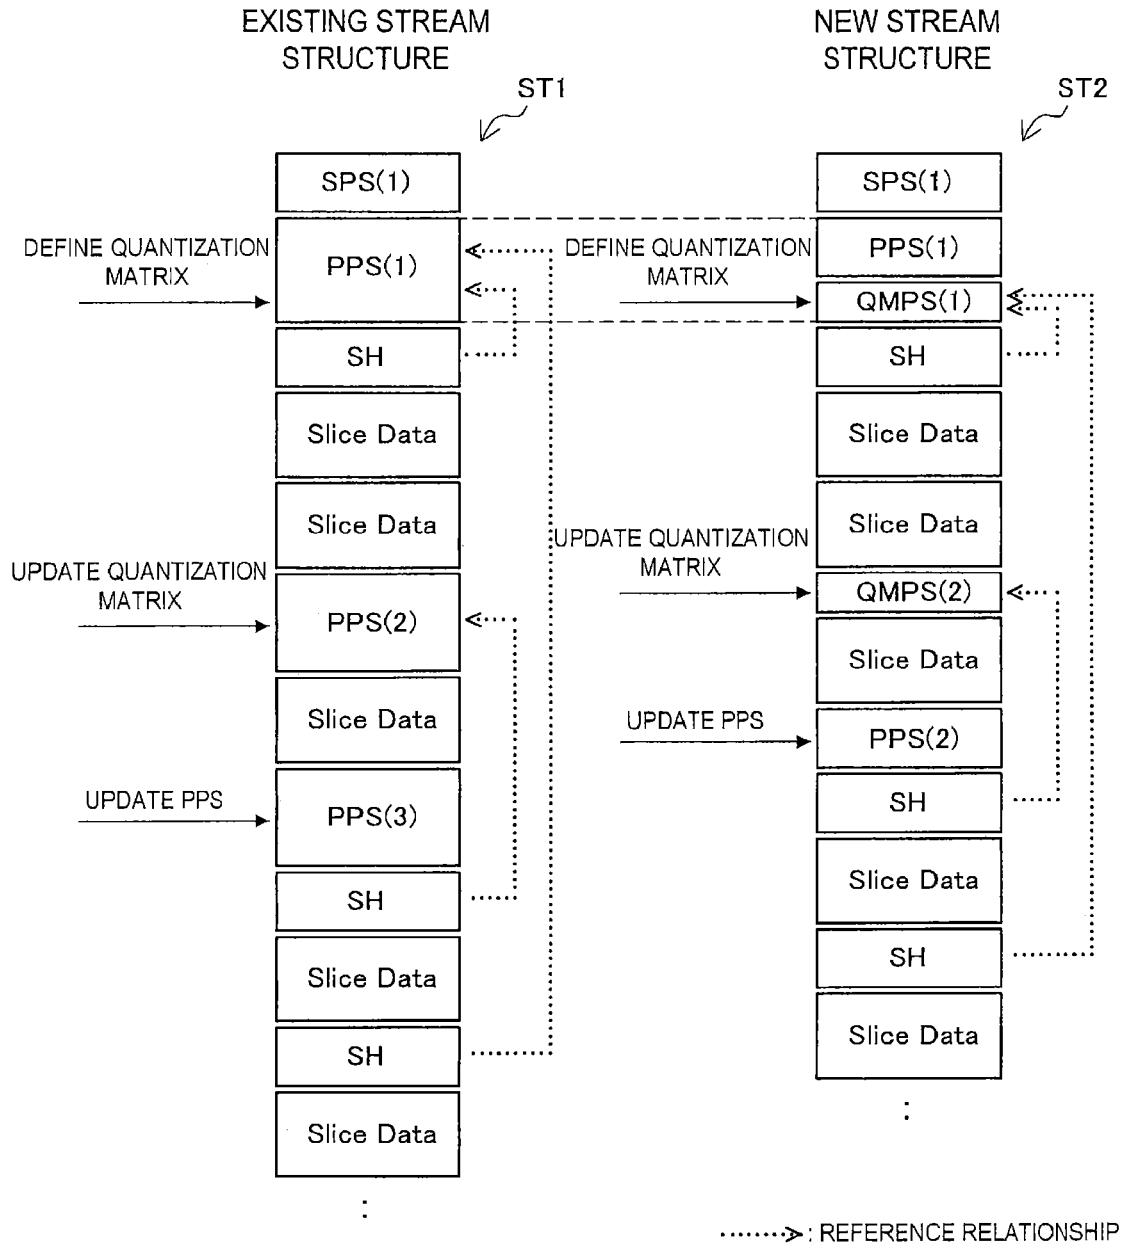 EXISTING STREAM
STRUCTURE
ST1
SPS(1)
DEFINE QUANTIZATION
MATRIX
PPS(1)
SH
Slice Data
Slice Data
UPDATE QUANTIZATION
MATRIX
PPS(2)
Slice Data
UPDATE PPS
PPS(3)
SH
Slice Data
SH
Slice Data
:
NEW STREAM
STRUCTURE
ST2
SPS(1)
PPS(1)
DEFINE QUANTIZATION
MATRIX
QMPS(1)
SH
Slice Data
Slice Data
UPDATE QUANTIZATION
MATRIX
QMPS(2)
Slice Data
UPDATE PPS
PPS(2)
SH
Slice Data
SH
Slice Data
:
: REFERENCE RELATIONSHIP